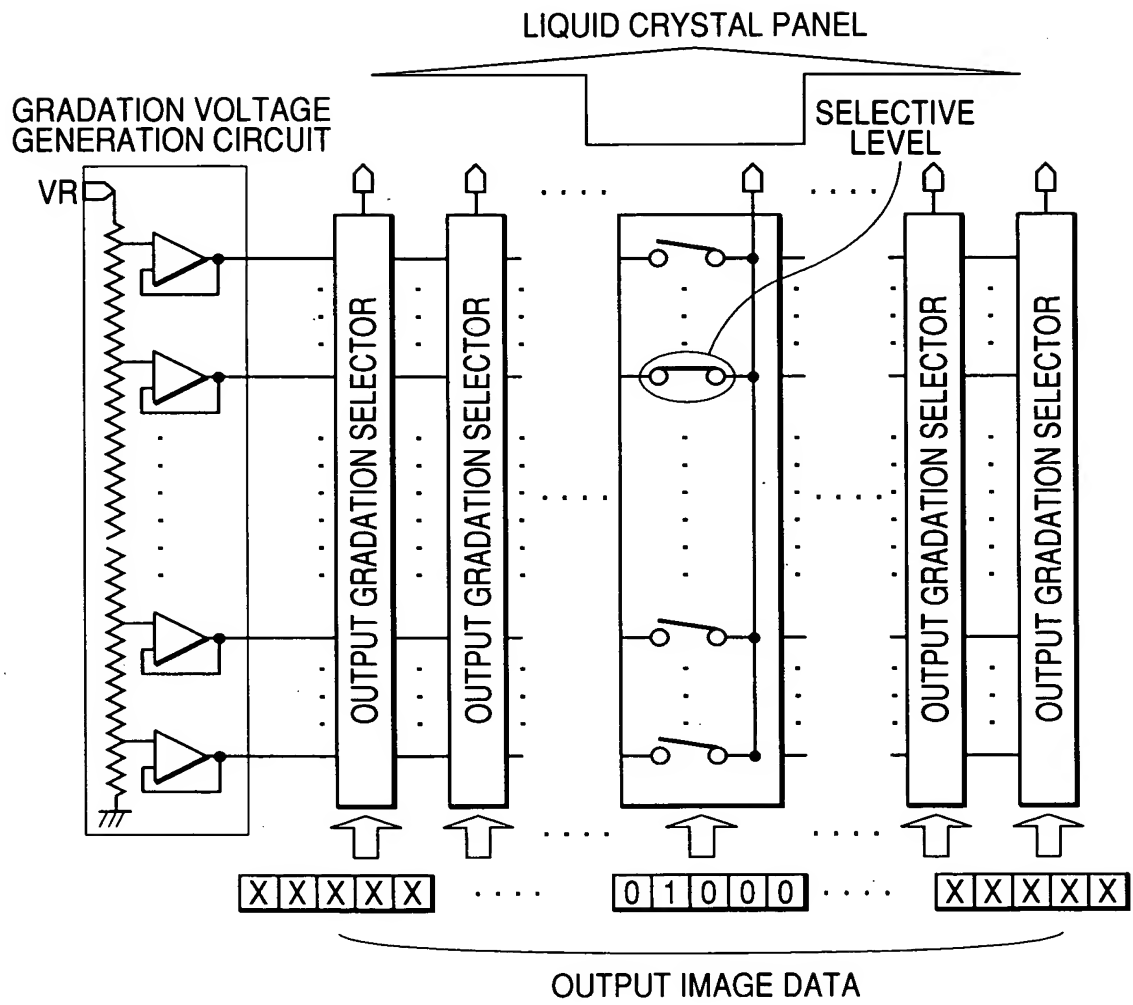 LIQUID CRYSTAL PANEL
GRADATION VOLTAGE
GENERATION CIRCUIT
SELECTIVE
LEVEL
VR
OUTPUT GRADATION SELECTOR
OUTPUT GRADATION SELECTOR
OUTPUT GRADATION SELECTOR
OUTPUT GRADATION SELECTOR
X X X X X
0 1 0 0 0
X X X X X
OUTPUT IMAGE DATA